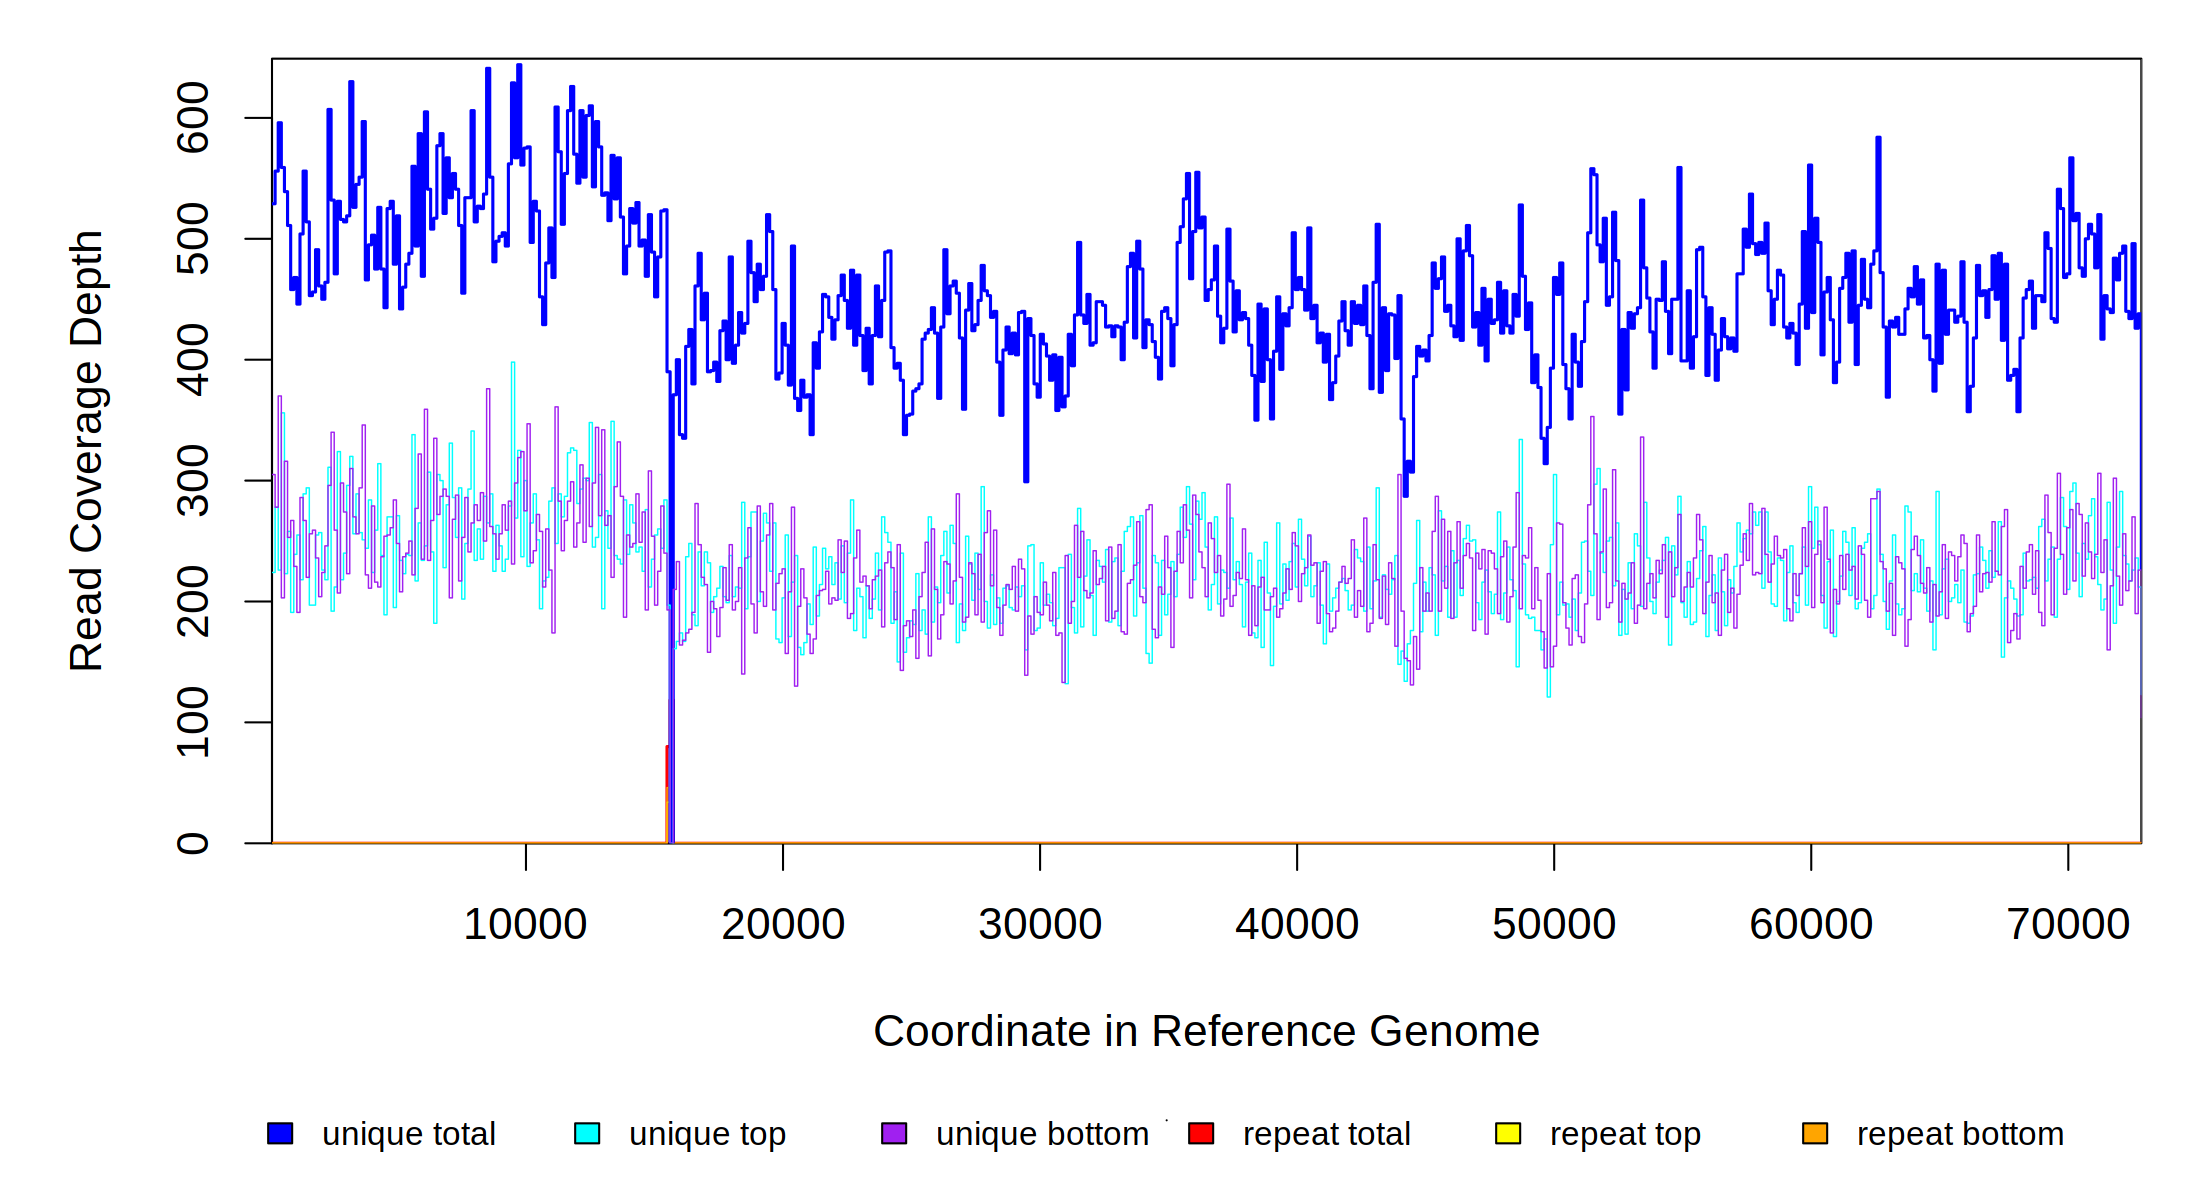 Read Coverage Depth
600
500
400
300
200
100
0
10000 20000 30000 40000 50000 60000 70000
Coordinate in Reference Genome
unique total unique top unique bottom repeat total repeat top repeat bottom